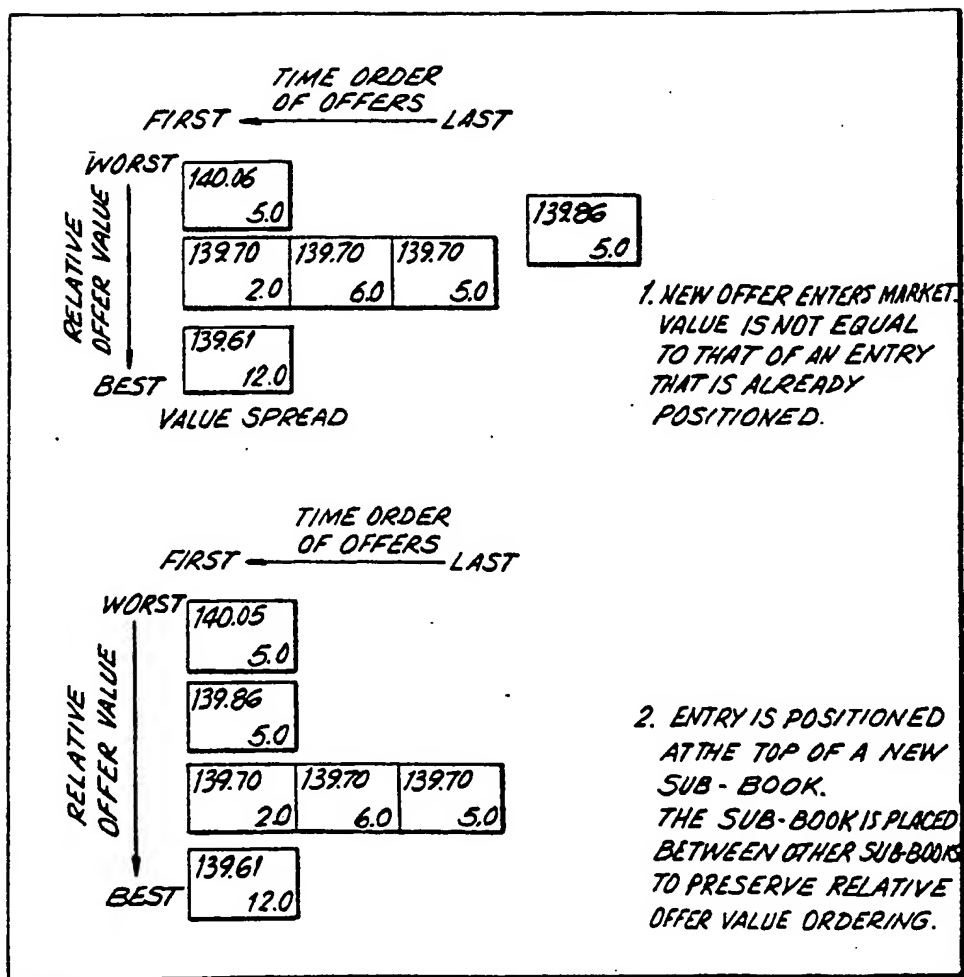 TIME ORDER
OF OFFERS
FIRST LAST
WORST
RELATIVE
OFFER VALUE
BEST
140.06
5.0
139.70 139.70 139.70
2.0 6.0 5.0
139.61
12.0
VALUE SPREAD
139.86
5.0
1. NEW OFFER ENTERS MARKET.
VALUE IS NOT EQUAL
TO THAT OF AN ENTRY
THAT IS ALREADY
POSITIONED.
TIME ORDER
OF OFFERS
FIRST LAST
WORST
RELATIVE
OFFER VALUE
BEST
140.05
5.0
139.86
5.0
139.70 139.70 139.70
2.0 6.0 5.0
139.61
12.0
2. ENTRY IS POSITIONED
AT THE TOP OF A NEW
SUB-BOOK.
THE SUB-BOOK IS PLACED
BETWEEN OTHER SUB-BOOKS
TO PRESERVE RELATIVE
OFFER VALUE ORDERING.